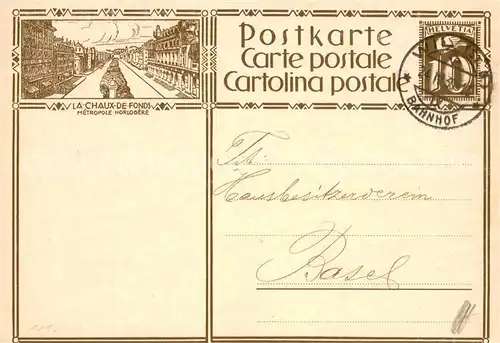 Postkarte
Carte postale
Cartolina postale
HELVETIA
10
BAHNHOF
LA CHAUX-DE-FONDS
MÉTROPOLE HORLOGÈRE
Tit:
Hausbesitzerverein
Basel